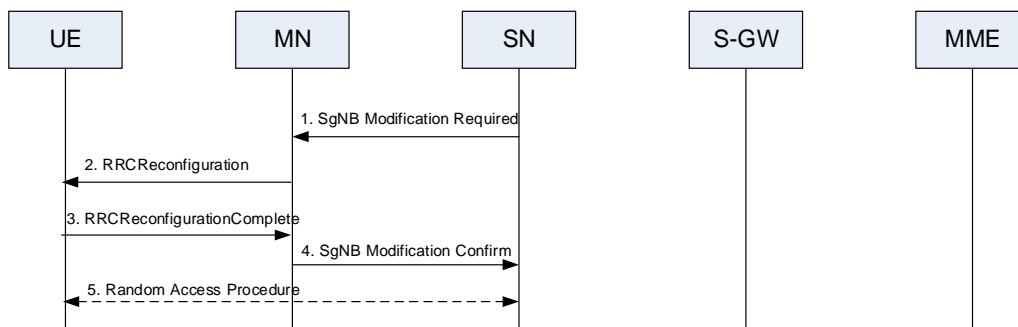 UE
MN
SN
S-GW
MME
1. SgNB Modification Required
2. RRCReconfiguration
3. RRCReconfigurationComplete
4. SgNB Modification Confirm
5. Random Access Procedure